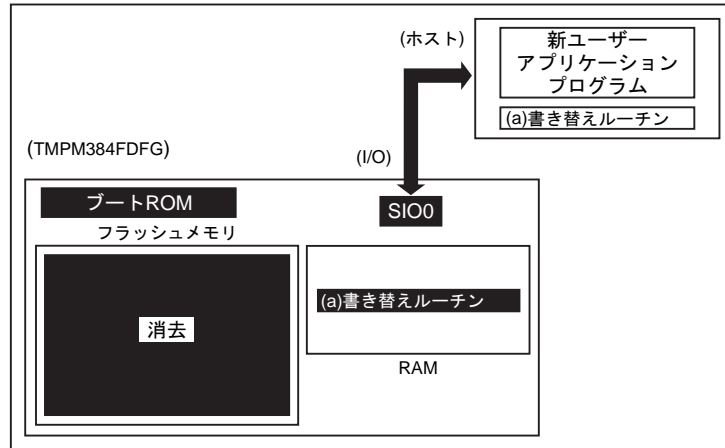 (ホスト)
新ユーザー
アプリケーション
プログラム
(a)書き替えルーチン
(TMPM384FDFG)
(I/O)
ブートROM
SIO0
フラッシュメモリ
(a)書き替えルーチン
消去
RAM